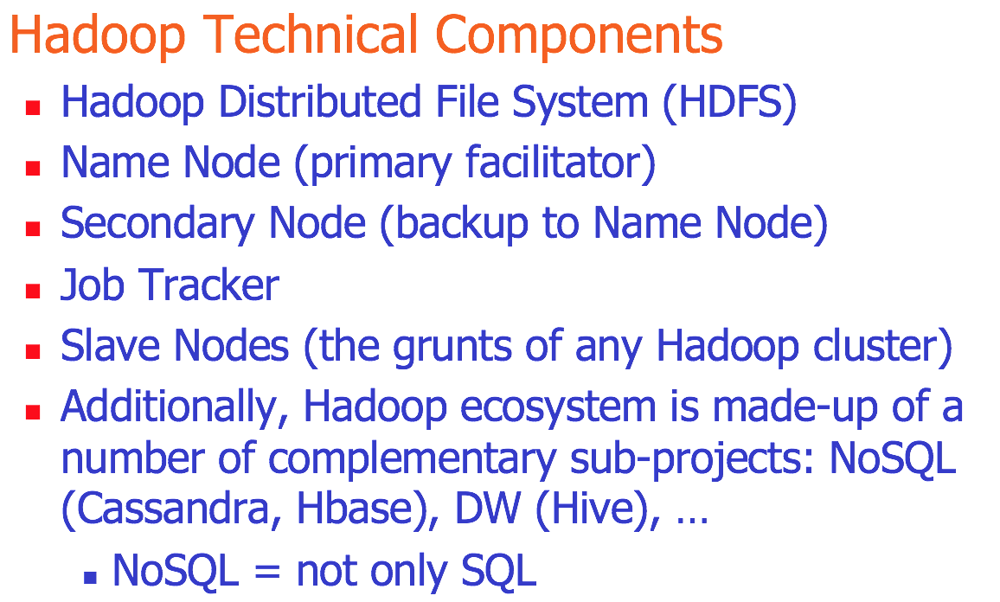 Hadoop Technical Components
Hadoop Distributed File System (HDFS)
Name Node (primary facilitator)
Secondary Node (backup to Name Node)
Job Tracker
Slave Nodes (the grunts of any Hadoop cluster)
Additionally, Hadoop ecosystem is made-up of a
number of complementary sub-projects: NoSQL
(Cassandra, Hbase), DW (Hive), …
NoSQL = not only SQL